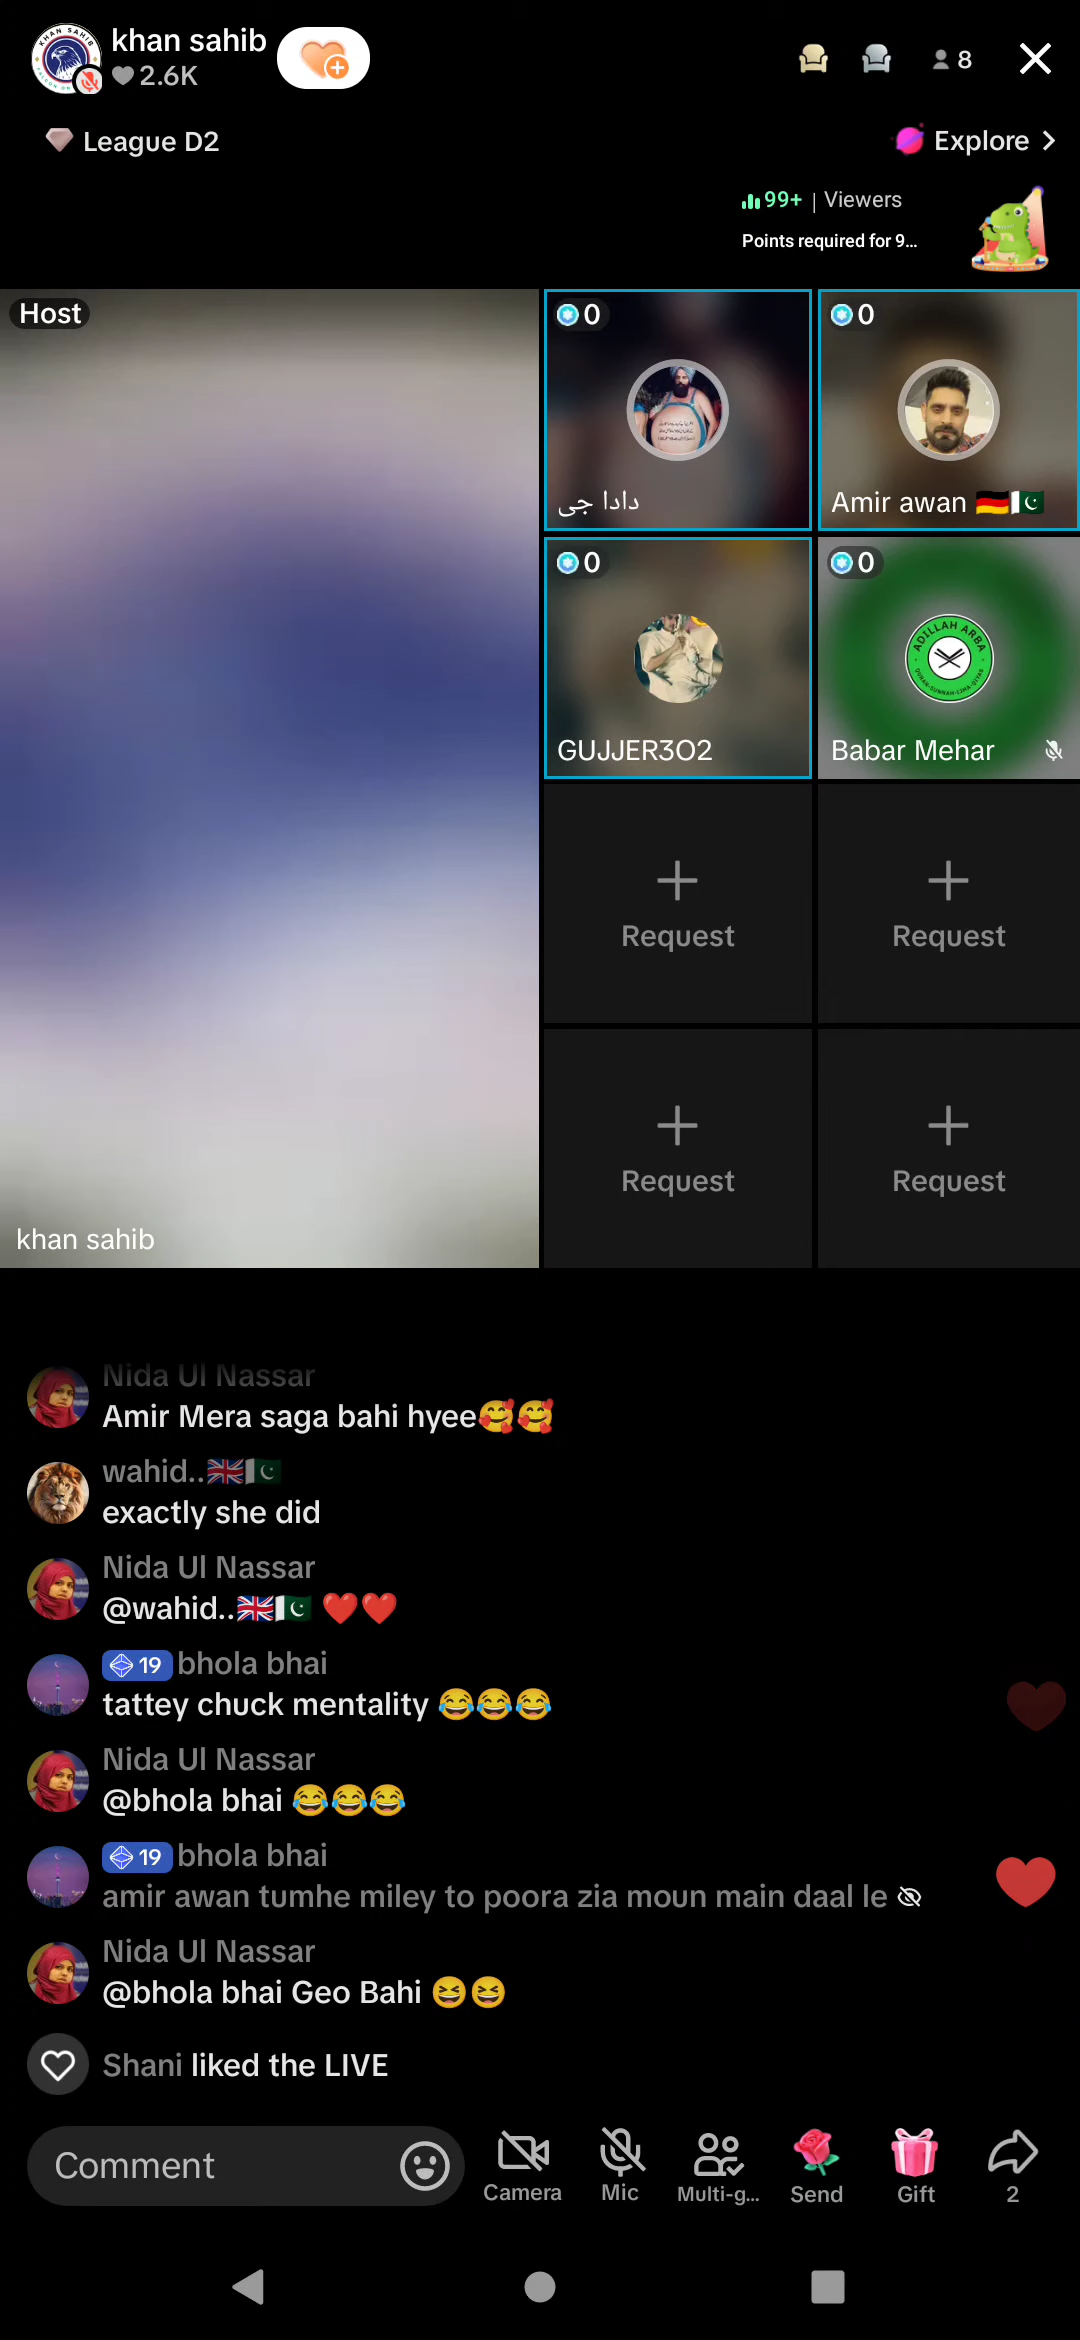 khan sahib
2.6K
8
League D2
Explore
99+ | Viewers
Points required for 9...
Host
0
دادا جی
0
Amir awan 🇩🇪🇵🇰
0
GUJJER3O2
0
ADILLAH ARBA
Babar Mehar
Request
Request
Request
Request
khan sahib
Nida Ul Nassar
Amir Mera saga bahi hyee🥰🥰
wahid..🇬🇧🇵🇰
exactly she did
Nida Ul Nassar
@wahid..🇬🇧🇵🇰 ❤️❤️
19 bhola bhai
tattey chuck mentality 😂😂😂
Nida Ul Nassar
@bhola bhai 😂😂😂
19 bhola bhai
amir awan tumhe miley to poora zia moun main daal le
Nida Ul Nassar
@bhola bhai Geo Bahi 😆😆
Shani liked the LIVE
Comment
Camera
Mic
Multi-g...
Send
Gift
2